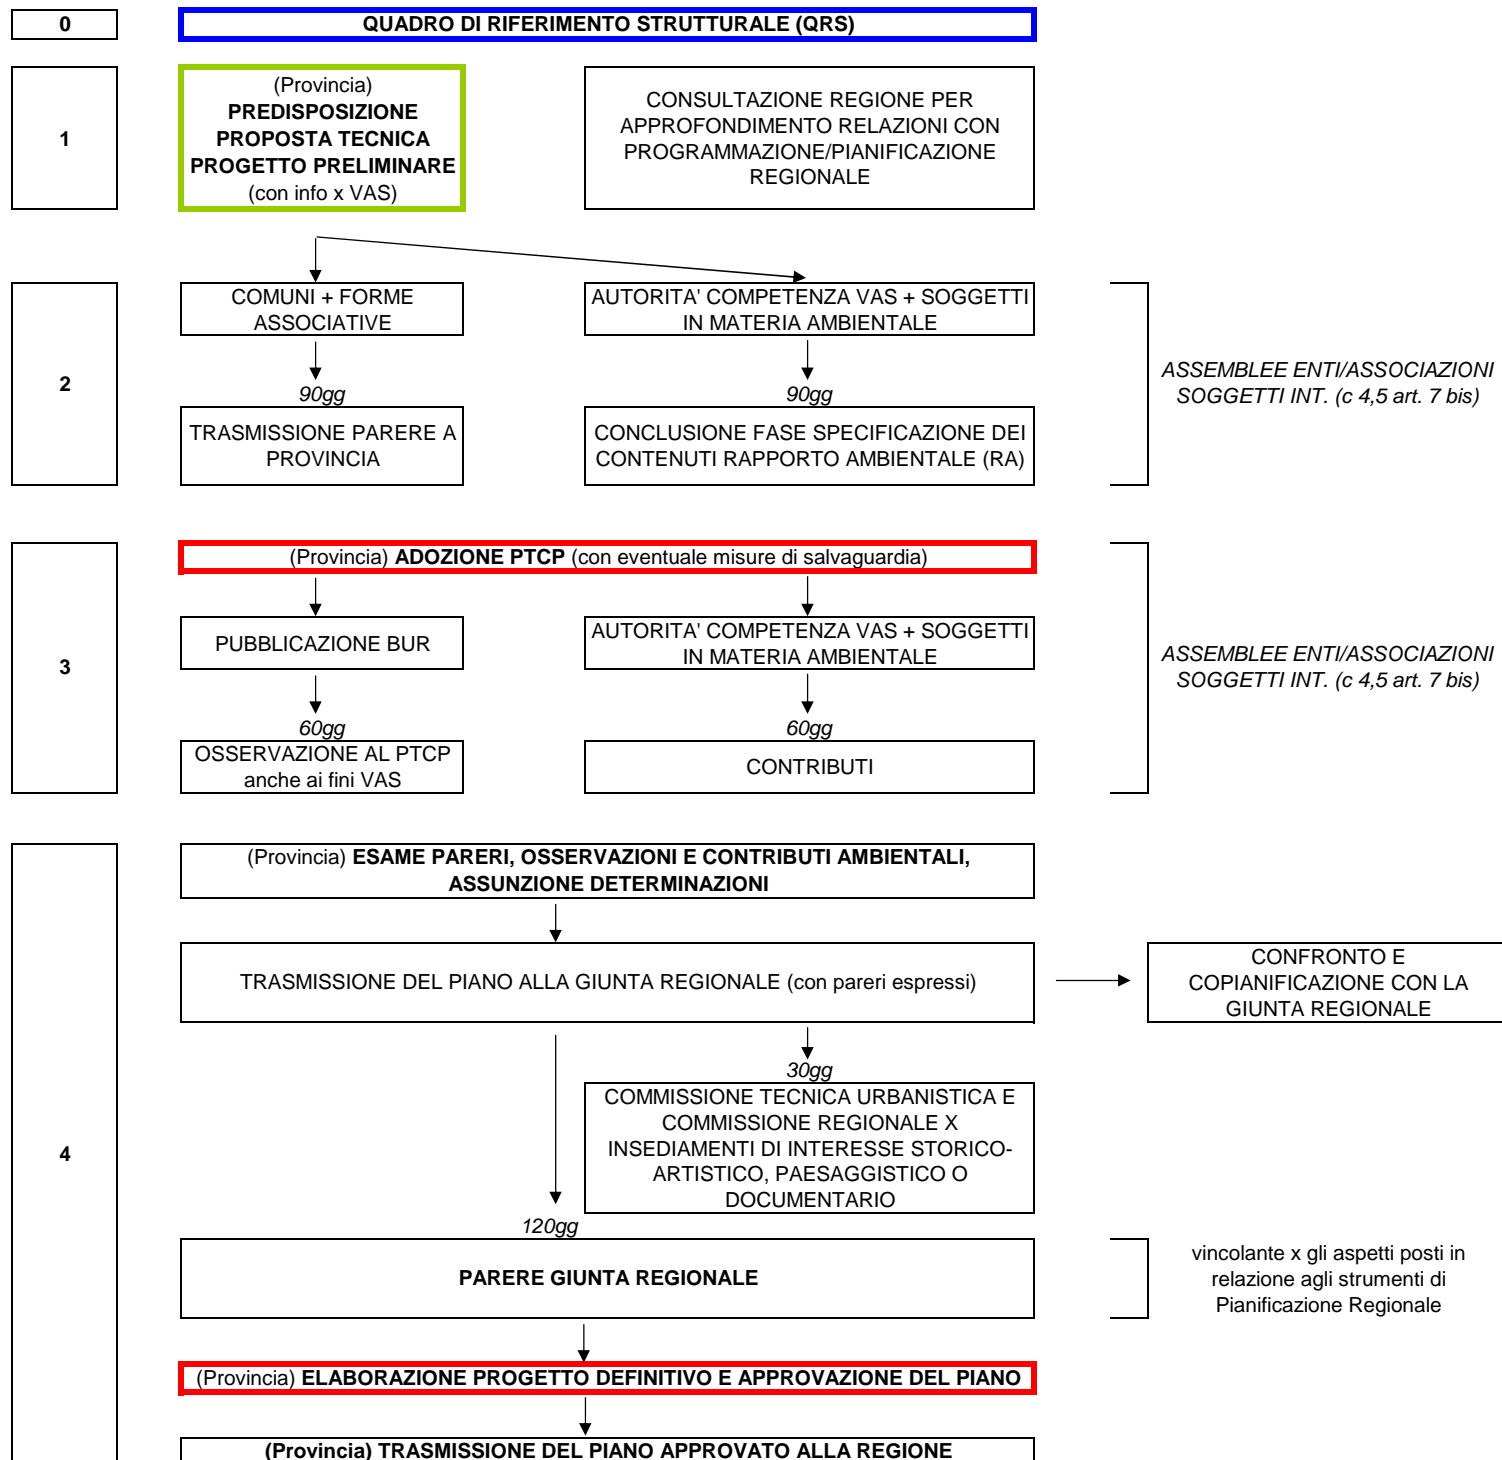 0
QUADRO DI RIFERIMENTO STRUTTURALE (QRS)
1
(Provincia)
PREDISPOSIZIONE
PROPOSTA TECNICA
PROGETTO PRELIMINARE
(con info x VAS)
CONSULTAZIONE REGIONE PER
APPROFONDIMENTO RELAZIONI CON
PROGRAMMAZIONE/PIANIFICAZIONE
REGIONALE
2
COMUNI + FORME
ASSOCIATIVE
90gg
TRASMISSIONE PARERE A
PROVINCIA
AUTORITA' COMPETENZA VAS + SOGGETTI
IN MATERIA AMBIENTALE
90gg
CONCLUSIONE FASE SPECIFICAZIONE DEI
CONTENUTI RAPPORTO AMBIENTALE (RA)
ASSEMBLEE ENTI/ASSOCIAZIONI
SOGGETTI INT. (c 4,5 art. 7 bis)
3
(Provincia) ADOZIONE PTCP (con eventuale misure di salvaguardia)
PUBBLICAZIONE BUR
60gg
OSSERVAZIONE AL PTCP
anche ai fini VAS
AUTORITA' COMPETENZA VAS + SOGGETTI
IN MATERIA AMBIENTALE
60gg
CONTRIBUTI
ASSEMBLEE ENTI/ASSOCIAZIONI
SOGGETTI INT. (c 4,5 art. 7 bis)
4
(Provincia) ESAME PARERI, OSSERVAZIONI E CONTRIBUTI AMBIENTALI,
ASSUNZIONE DETERMINAZIONI
TRASMISSIONE DEL PIANO ALLA GIUNTA REGIONALE (con pareri espressi)
CONFRONTO E
COPIANIFICAZIONE CON LA
GIUNTA REGIONALE
30gg
COMMISSIONE TECNICA URBANISTICA E
COMMISSIONE REGIONALE X
INSEDIAMENTI DI INTERESSE STORICO-
ARTISTICO, PAESAGGISTICO O
DOCUMENTARIO
120gg
PARERE GIUNTA REGIONALE
vincolante x gli aspetti posti in
relazione agli strumenti di
Pianificazione Regionale
(Provincia) ELABORAZIONE PROGETTO DEFINITIVO E APPROVAZIONE DEL PIANO
(Provincia) TRASMISSIONE DEL PIANO APPROVATO ALLA REGIONE